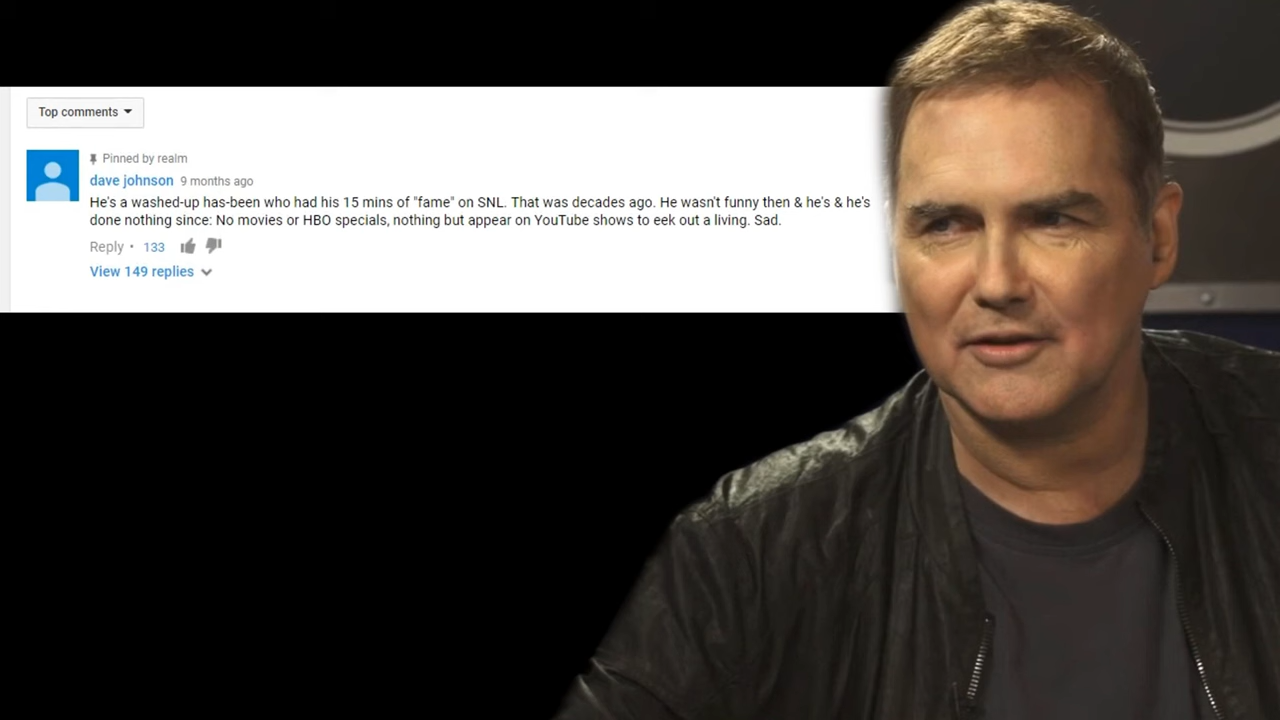 Top comments
Pinned by realm
dave johnson 9 months ago
He's a washed-up has-been who had his 15 mins of "fame" on SNL. That was decades ago. He wasn't funny then & he's & he's
done nothing since: No movies or HBO specials, nothing but appear on YouTube shows to eek out a living. Sad.
Reply • 133
View 149 replies